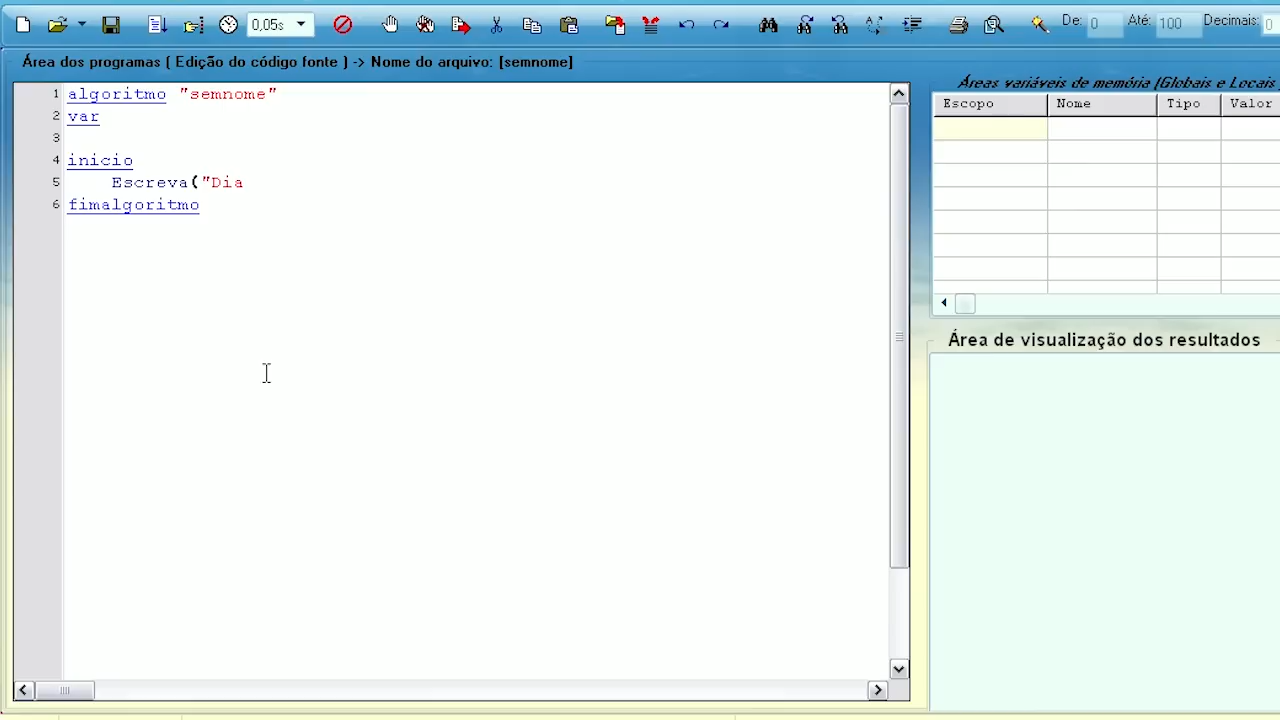 0,05s De: 0 Até: 100 Decimais: 0
Área dos programas ( Edição do código fonte ) -> Nome do arquivo: [semnome]
1 algoritmo "semnome"
2 var
3
4 inicio
5 Escreva("Dia
6 fimalgoritmo
Áreas variáveis de memória (Globais e Locais
Escopo Nome Tipo Valor
Área de visualização dos resultados